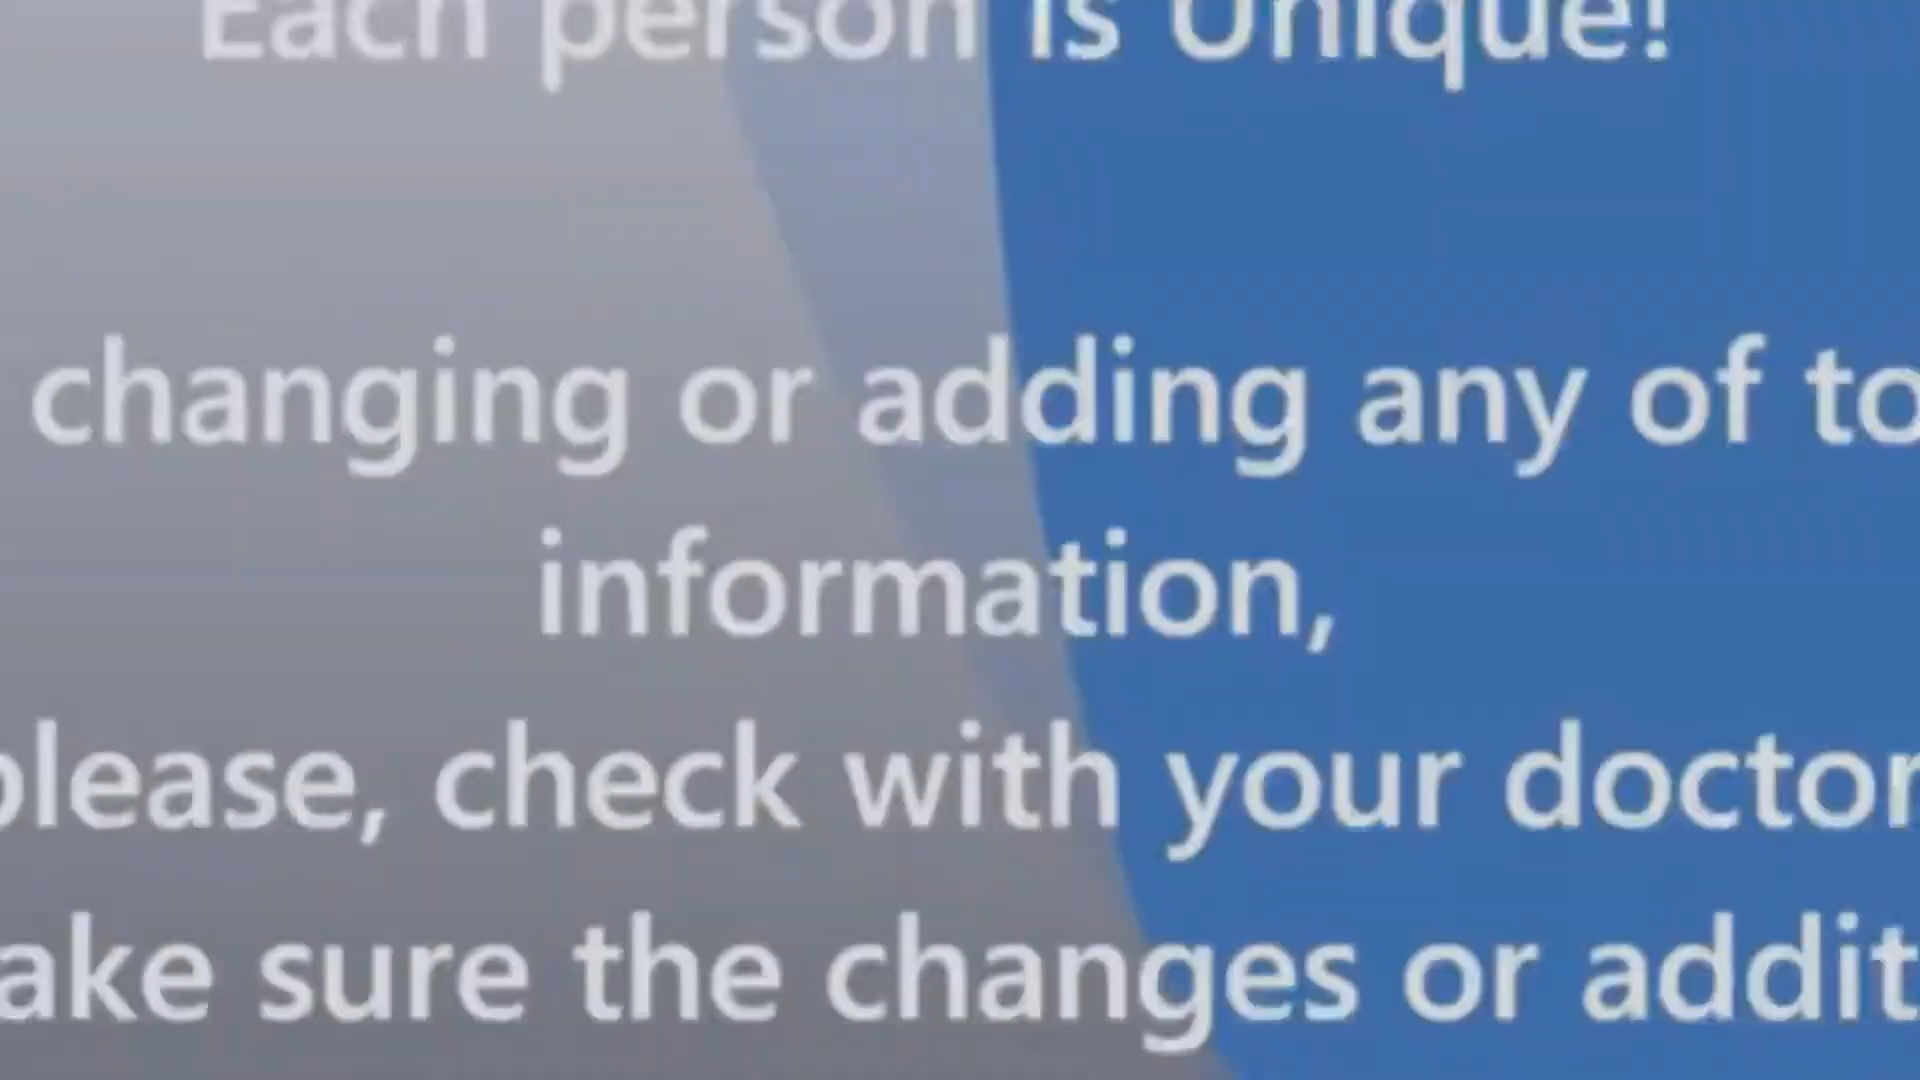 Each person is Unique!
changing or adding any of to
information,
please, check with your doctor
ake sure the changes or addit